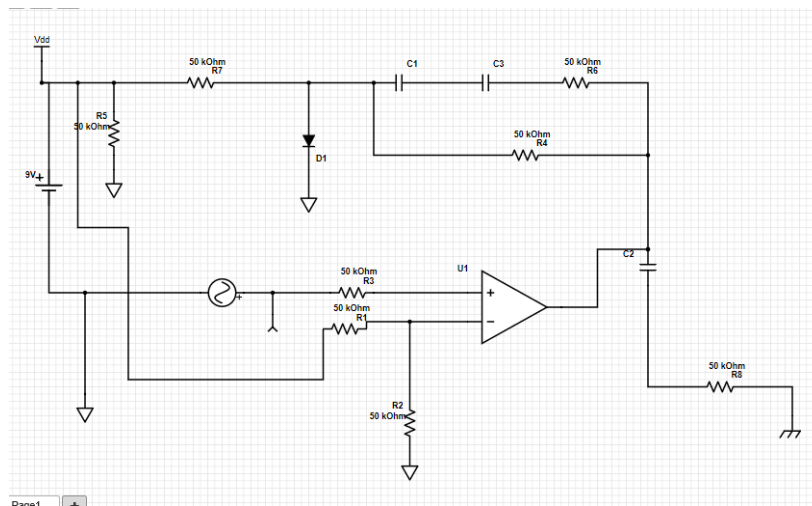 Vdd
50 kOhm
R7
C1
C3
50 kOhm
R6
R5
50 kOhm
50 kOhm
R4
D1
9V
+
C2
50 kOhm
R3
U1
+
50 kOhm
R1
+
−
50 kOhm
R8
R2
50 kOhm
Page1
+